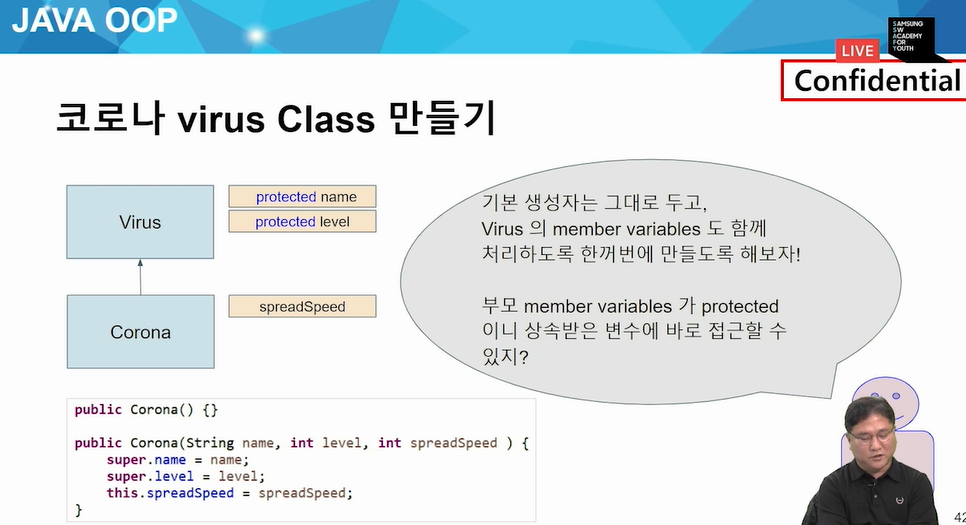 JAVA OOP
SAMSUNG
SW
ACADEMY
FOR
YOUTH
LIVE
Confidential
코로나 virus Class 만들기
Virus
protected name
protected level
Corona
spreadSpeed
기본 생성자는 그대로 두고,
Virus 의 member variables 도 함께
처리하도록 한꺼번에 만들도록 해보자!
부모 member variables 가 protected
이니 상속받은 변수에 바로 접근할 수
있지?
public Corona() {}
public Corona(String name, int level, int spreadSpeed ) {
super.name = name;
super.level = level;
this.spreadSpeed = spreadSpeed;
}
42